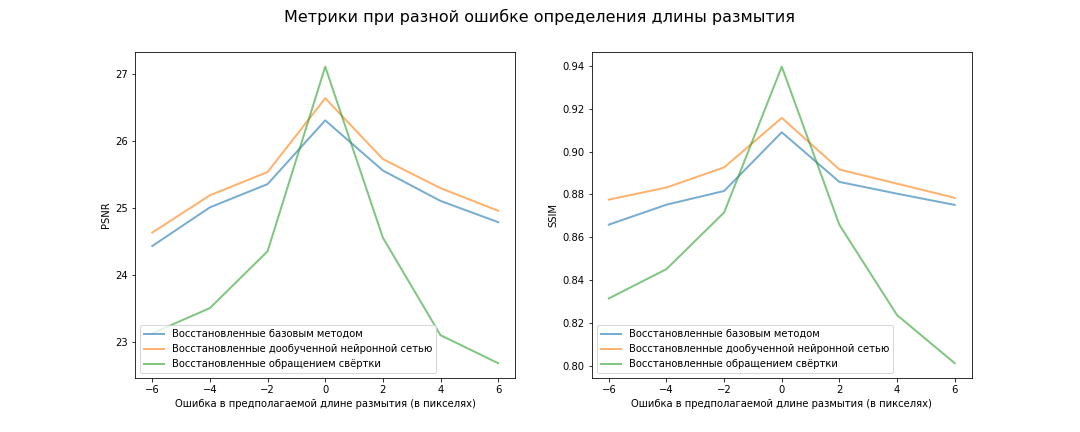 Метрики при разной ошибке определения длины размытия
27
26
25
24
23
PSNR
Восстановленные базовым методом
Восстановленные дообученной нейронной сетью
Восстановленные обращением свёртки
−6 −4 −2 0 2 4 6
Ошибка в предполагаемой длине размытия (в пикселях)
0.94
0.92
0.90
0.88
0.86
0.84
0.82
0.80
SSIM
Восстановленные базовым методом
Восстановленные дообученной нейронной сетью
Восстановленные обращением свёртки
−6 −4 −2 0 2 4 6
Ошибка в предполагаемой длине размытия (в пикселях)